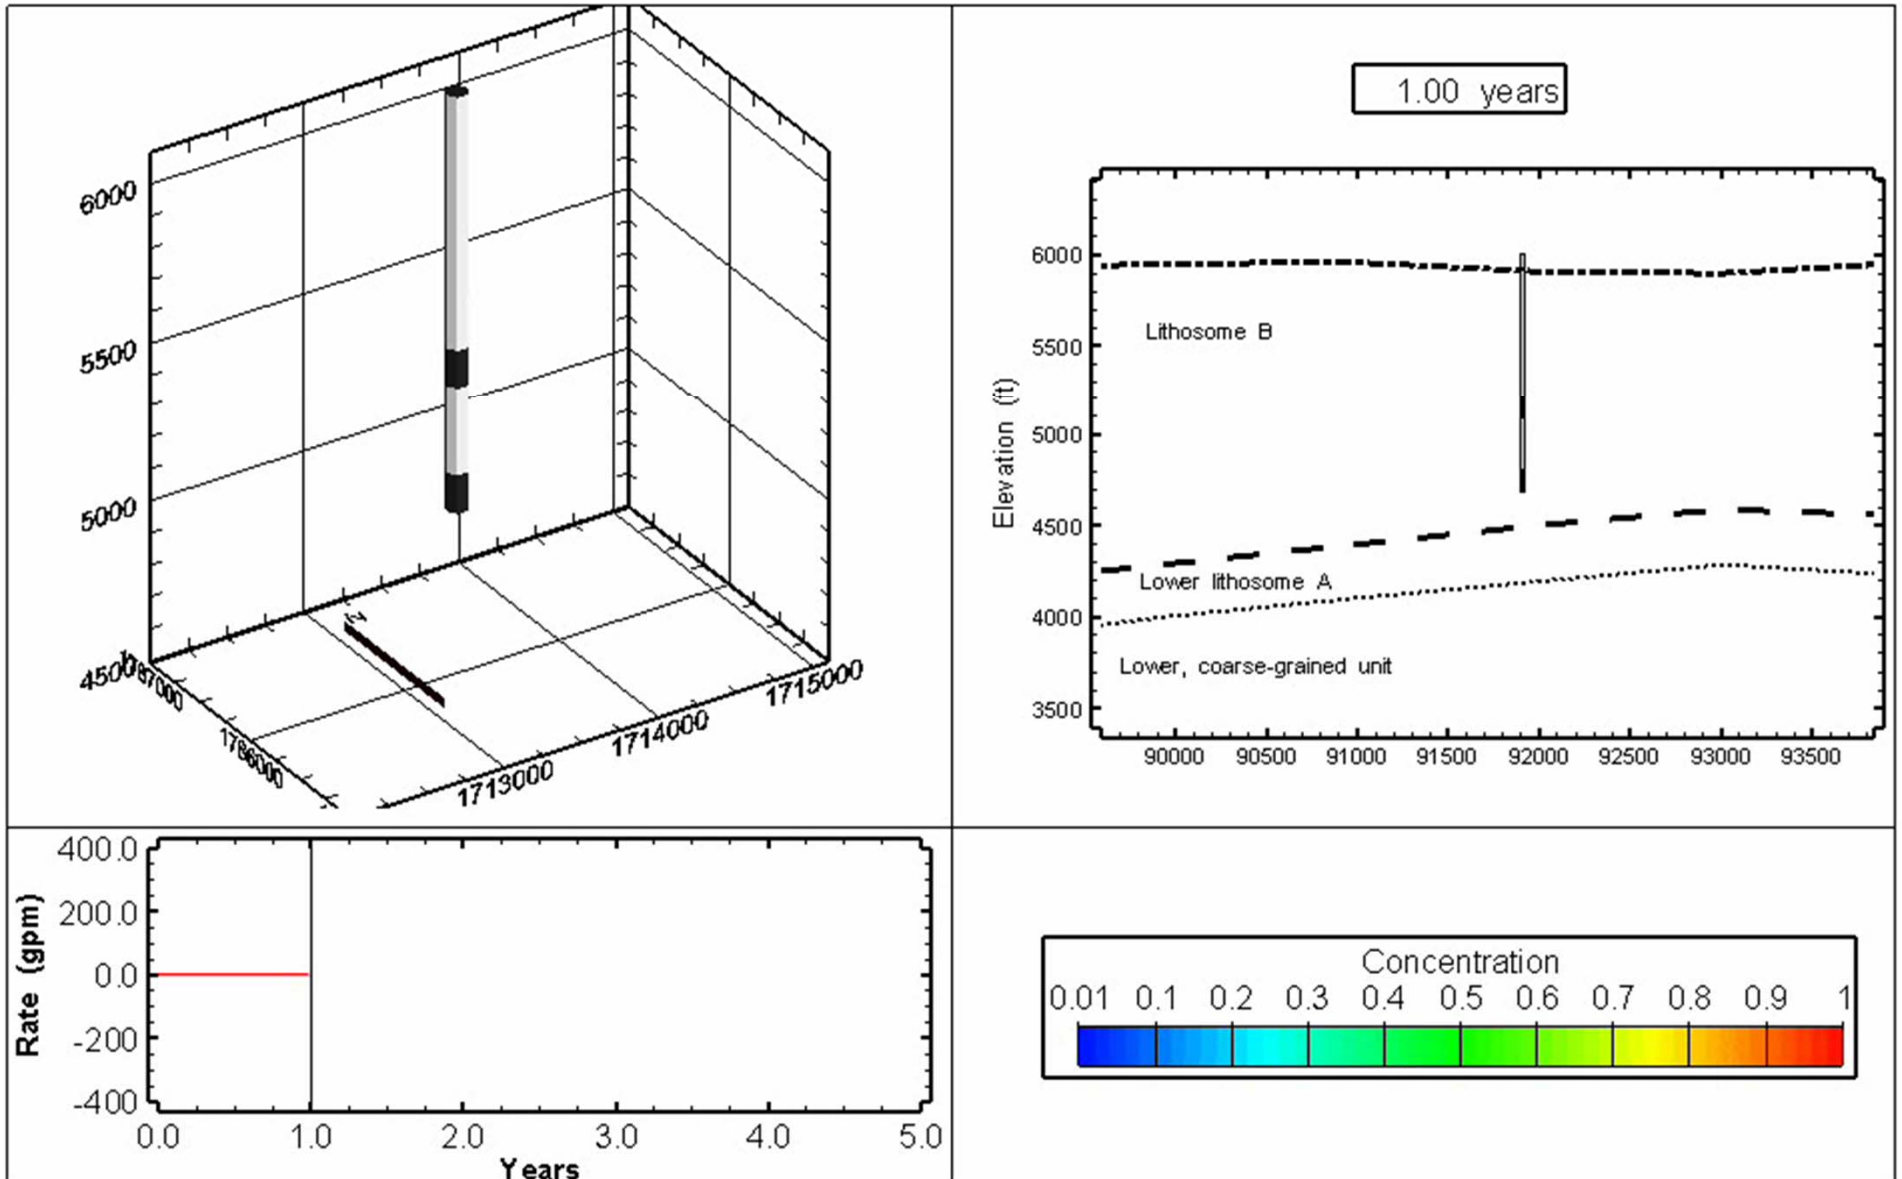 6000
5500
5000
4500
1786000
1713000
1714000
1715000
1.00 years
Elevation (ft)
6000
5500
5000
4500
4000
3500
Lithosome B
Lower lithosome A
Lower, coarse-grained unit
90000 90500 91000 91500 92000 92500 93000 93500
Rate (gpm)
400.0
200.0
0.0
-200
-400
0.0 1.0 2.0 3.0 4.0 5.0
Years
Concentration
0.01 0.1 0.2 0.3 0.4 0.5 0.6 0.7 0.8 0.9 1